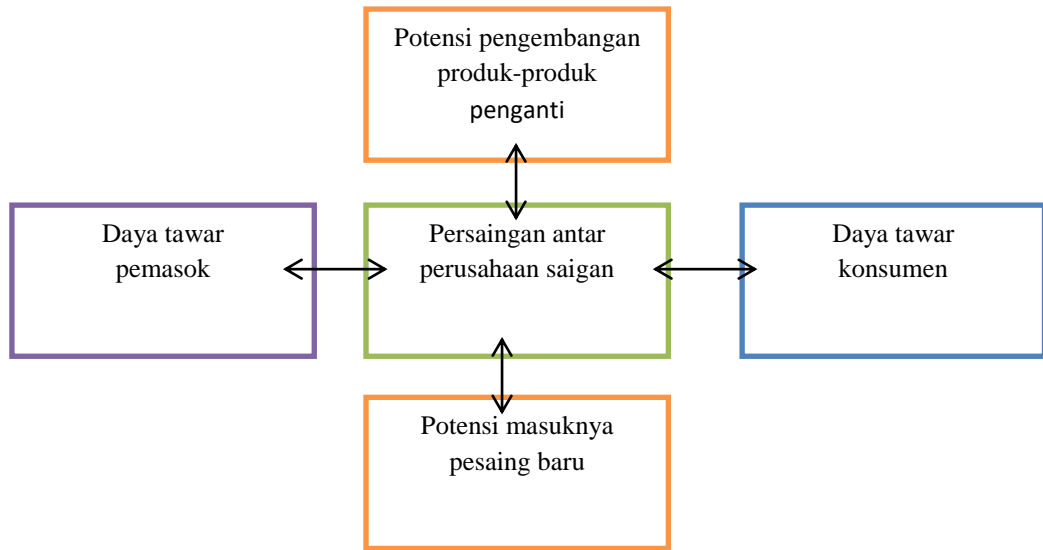 Potensi pengembangan
produk-produk
penganti
Daya tawar
pemasok
Persaingan antar
perusahaan saigan
Daya tawar
konsumen
Potensi masuknya
pesaing baru